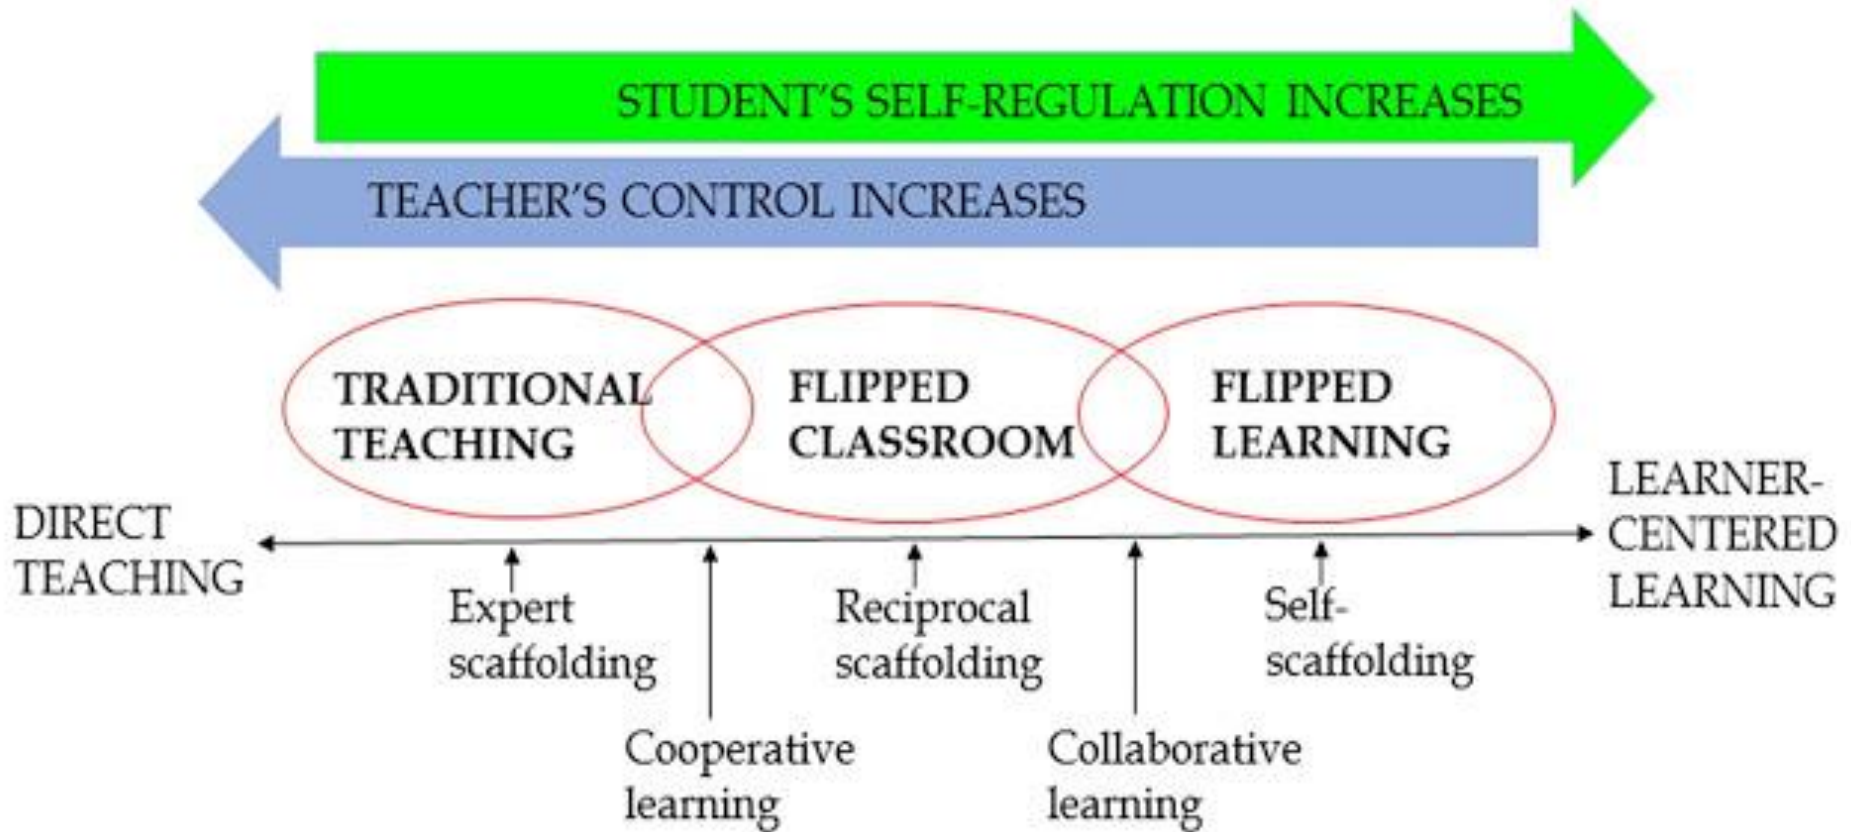 STUDENT'S SELF-REGULATION INCREASES
TEACHER'S CONTROL INCREASES
TRADITIONAL
TEACHING
FLIPPED
CLASSROOM
FLIPPED
LEARNING
DIRECT
TEACHING
LEARNER-
CENTERED
LEARNING
Expert
scaffolding
Reciprocal
scaffolding
Self-
scaffolding
Cooperative
learning
Collaborative
learning